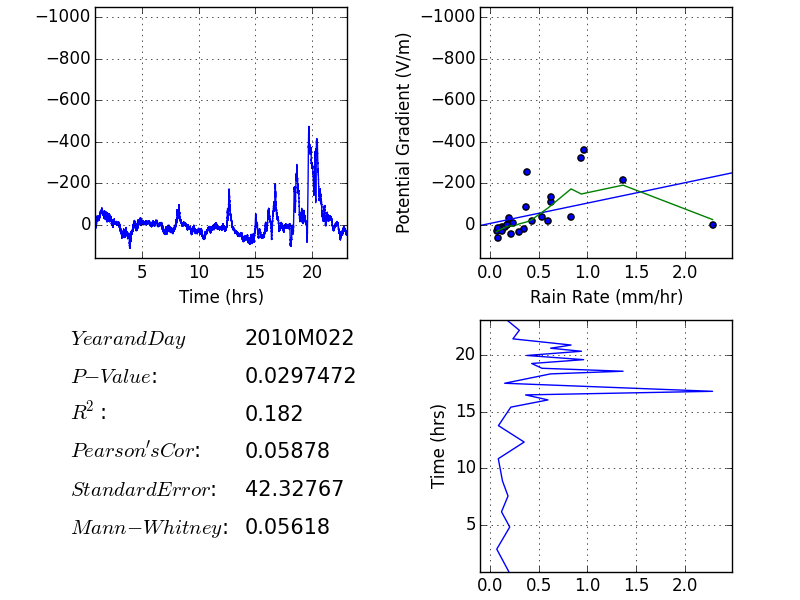 −1000
−800
−600
−400
−200
0
5 10 15 20
Time (hrs)
Potential Gradient (V/m)
−1000
−800
−600
−400
−200
0
0.0 0.5 1.0 1.5 2.0
Rain Rate (mm/hr)
YearandDay 2010M022
P−Value: 0.0297472
R²: 0.182
Pearson'sCor: 0.05878
StandardError: 42.32767
Mann−Whitney: 0.05618
Time (hrs)
20
15
10
5
0.0 0.5 1.0 1.5 2.0